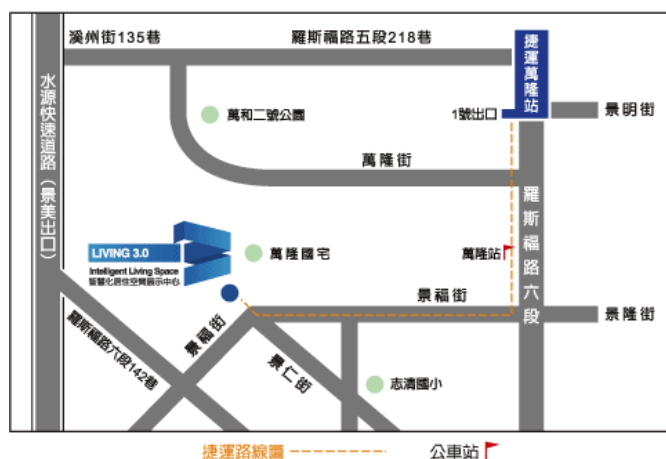 溪州街135巷
羅斯福路五段218巷
捷運萬隆站
水源快速道路（景美出口）
萬和二號公園
1號出口
景明街
萬隆街
羅斯福路六段
LIVING 3.0
Intelligent Living Space
智慧化居住空間展示中心
萬隆國宅
萬隆站
景福街
景隆街
羅斯福路六段142巷
景福街
景仁街
志清國小
捷運路線圖
公車站